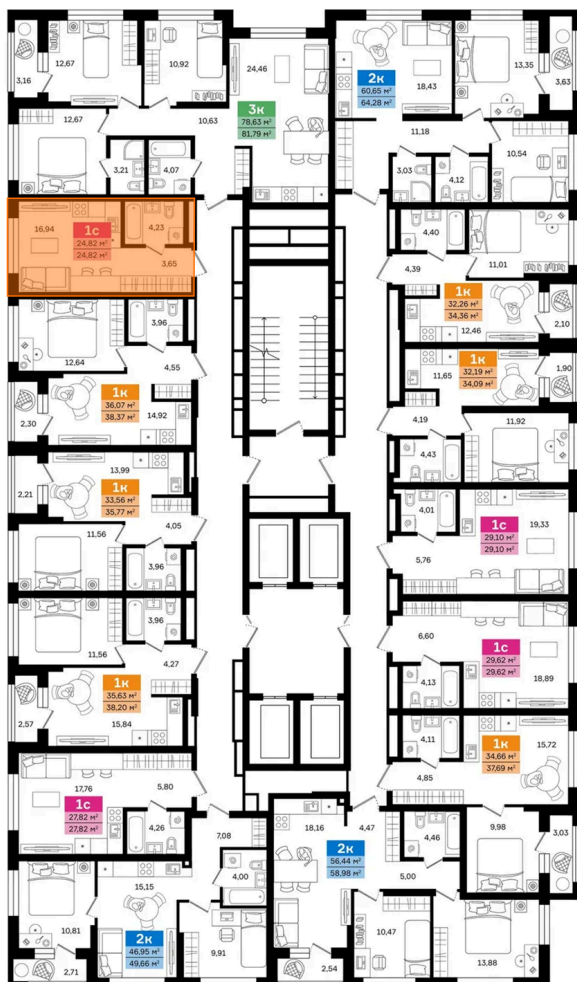 3,16
12,67
10,92
24,46
3к
78,63 м²
81,79 м²
12,67
10,63
3,21
4,07
2к
60,65 м²
64,28 м²
18,43
13,35
3,63
11,18
3,03
4,12
10,54
16,94
1с
24,82 м²
24,82 м²
4,23
3,65
4,40
11,01
4,39
1к
32,26 м²
34,36 м²
12,46
2,10
12,64
3,96
4,55
1к
36,07 м²
38,37 м²
14,92
2,30
11,65
1к
32,19 м²
34,09 м²
1,90
4,19
11,92
4,43
2,21
13,99
1к
33,56 м²
35,77 м²
4,05
11,56
3,96
4,01
1с
29,10 м²
29,10 м²
19,33
5,76
11,56
3,96
4,27
1к
35,63 м²
38,20 м²
2,57
15,84
6,60
1с
29,62 м²
29,62 м²
18,89
4,13
4,11
1к
34,66 м²
37,69 м²
15,72
4,85
17,76
5,80
1с
27,82 м²
27,82 м²
4,26
7,08
4,00
15,15
10,81
2к
46,95 м²
49,66 м²
2,71
9,91
18,16
4,47
2к
56,44 м²
58,98 м²
4,46
5,00
9,98
3,03
10,47
2,54
13,88